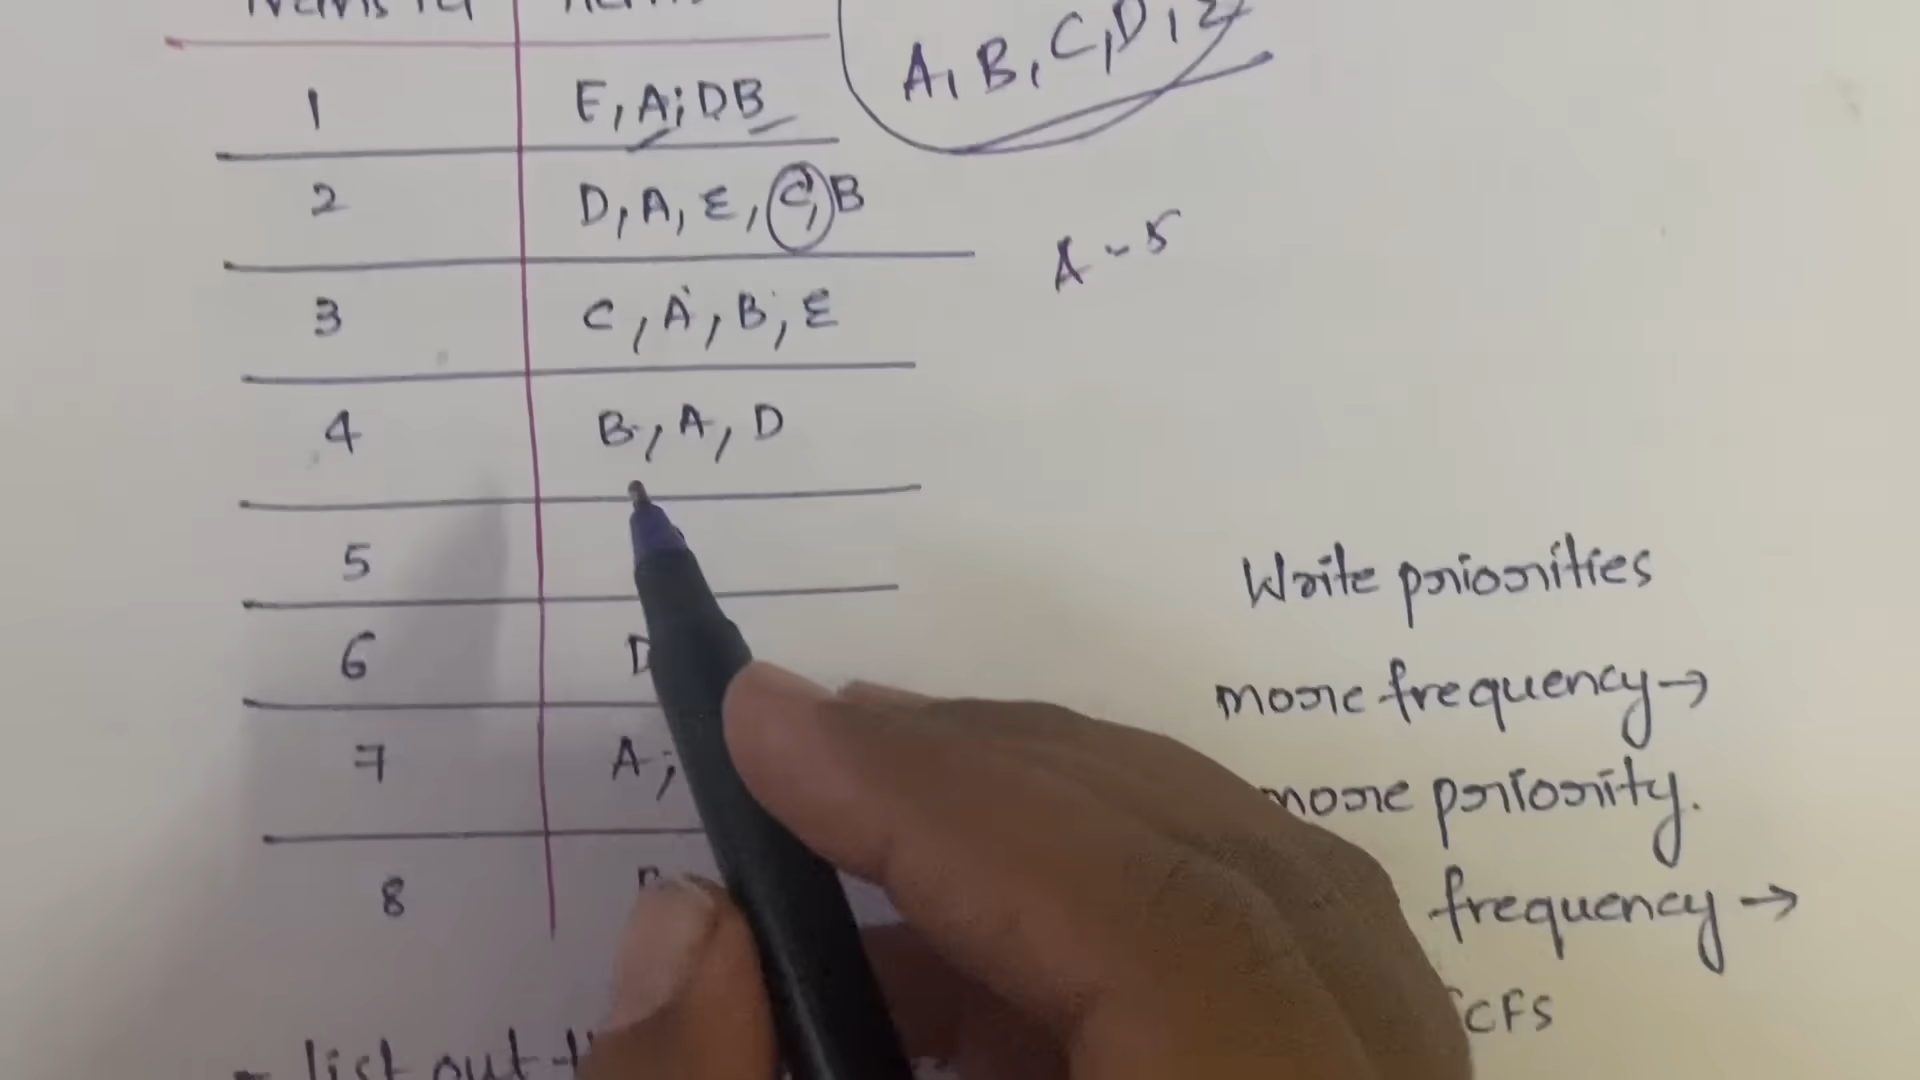 A, B, C, D,
1 E, A; DB
2 D, A, E, C, B
A - 5
3 C, A, B, E
4 B, A, D
5
6 D
7 A;
8
Write priorities
more frequency →
more priority.
frequency →
FCFS
- list out